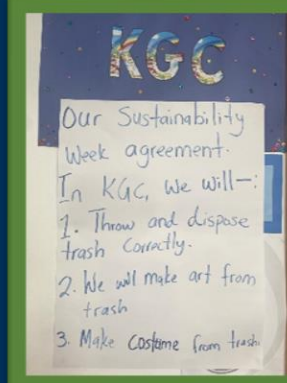 KGC
Our Sustainability
Week agreement.
In KGC, We Will—:
1. Throw and dispose
trash Correctly.
2. We will make art from
trash
3. Make Costume from trash.